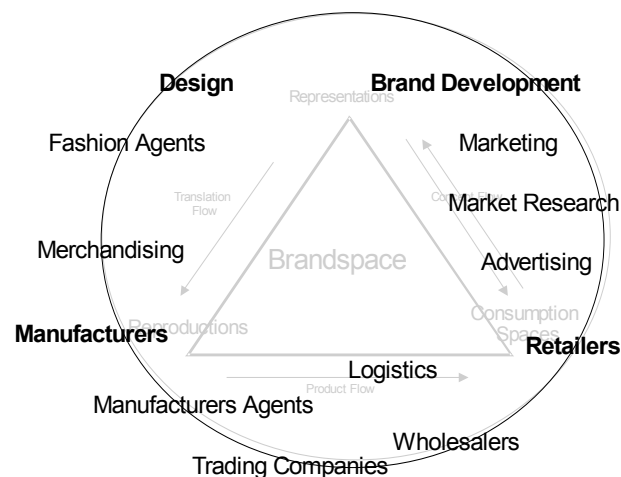 Design
Brand Development
Representations
Fashion Agents
Marketing
Translation
Flow
Market Research
Merchandising
Brandspace
Advertising
Reproductions
Manufacturers
Consumption
Spaces
Retailers
Logistics
Product Flow
Manufacturers Agents
Wholesalers
Trading Companies